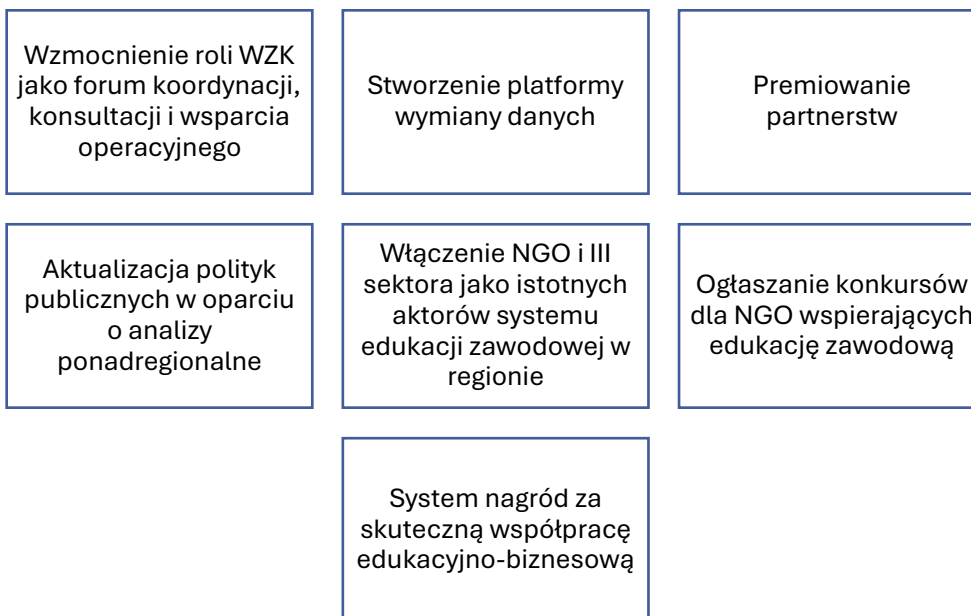 Wzmocnienie roli WZK
jako forum koordynacji,
konsultacji i wsparcia
operacyjnego
Stworzenie platformy
wymiany danych
Premiowanie
partnerstw
Aktualizacja polityk
publicznych w oparciu
o analizy
ponadregionalne
Włączenie NGO i III
sektora jako istotnych
aktorów systemu
edukacji zawodowej w
regionie
Ogłaszanie konkursów
dla NGO wspierających
edukację zawodową
System nagród za
skuteczną współpracę
edukacyjno-biznesową